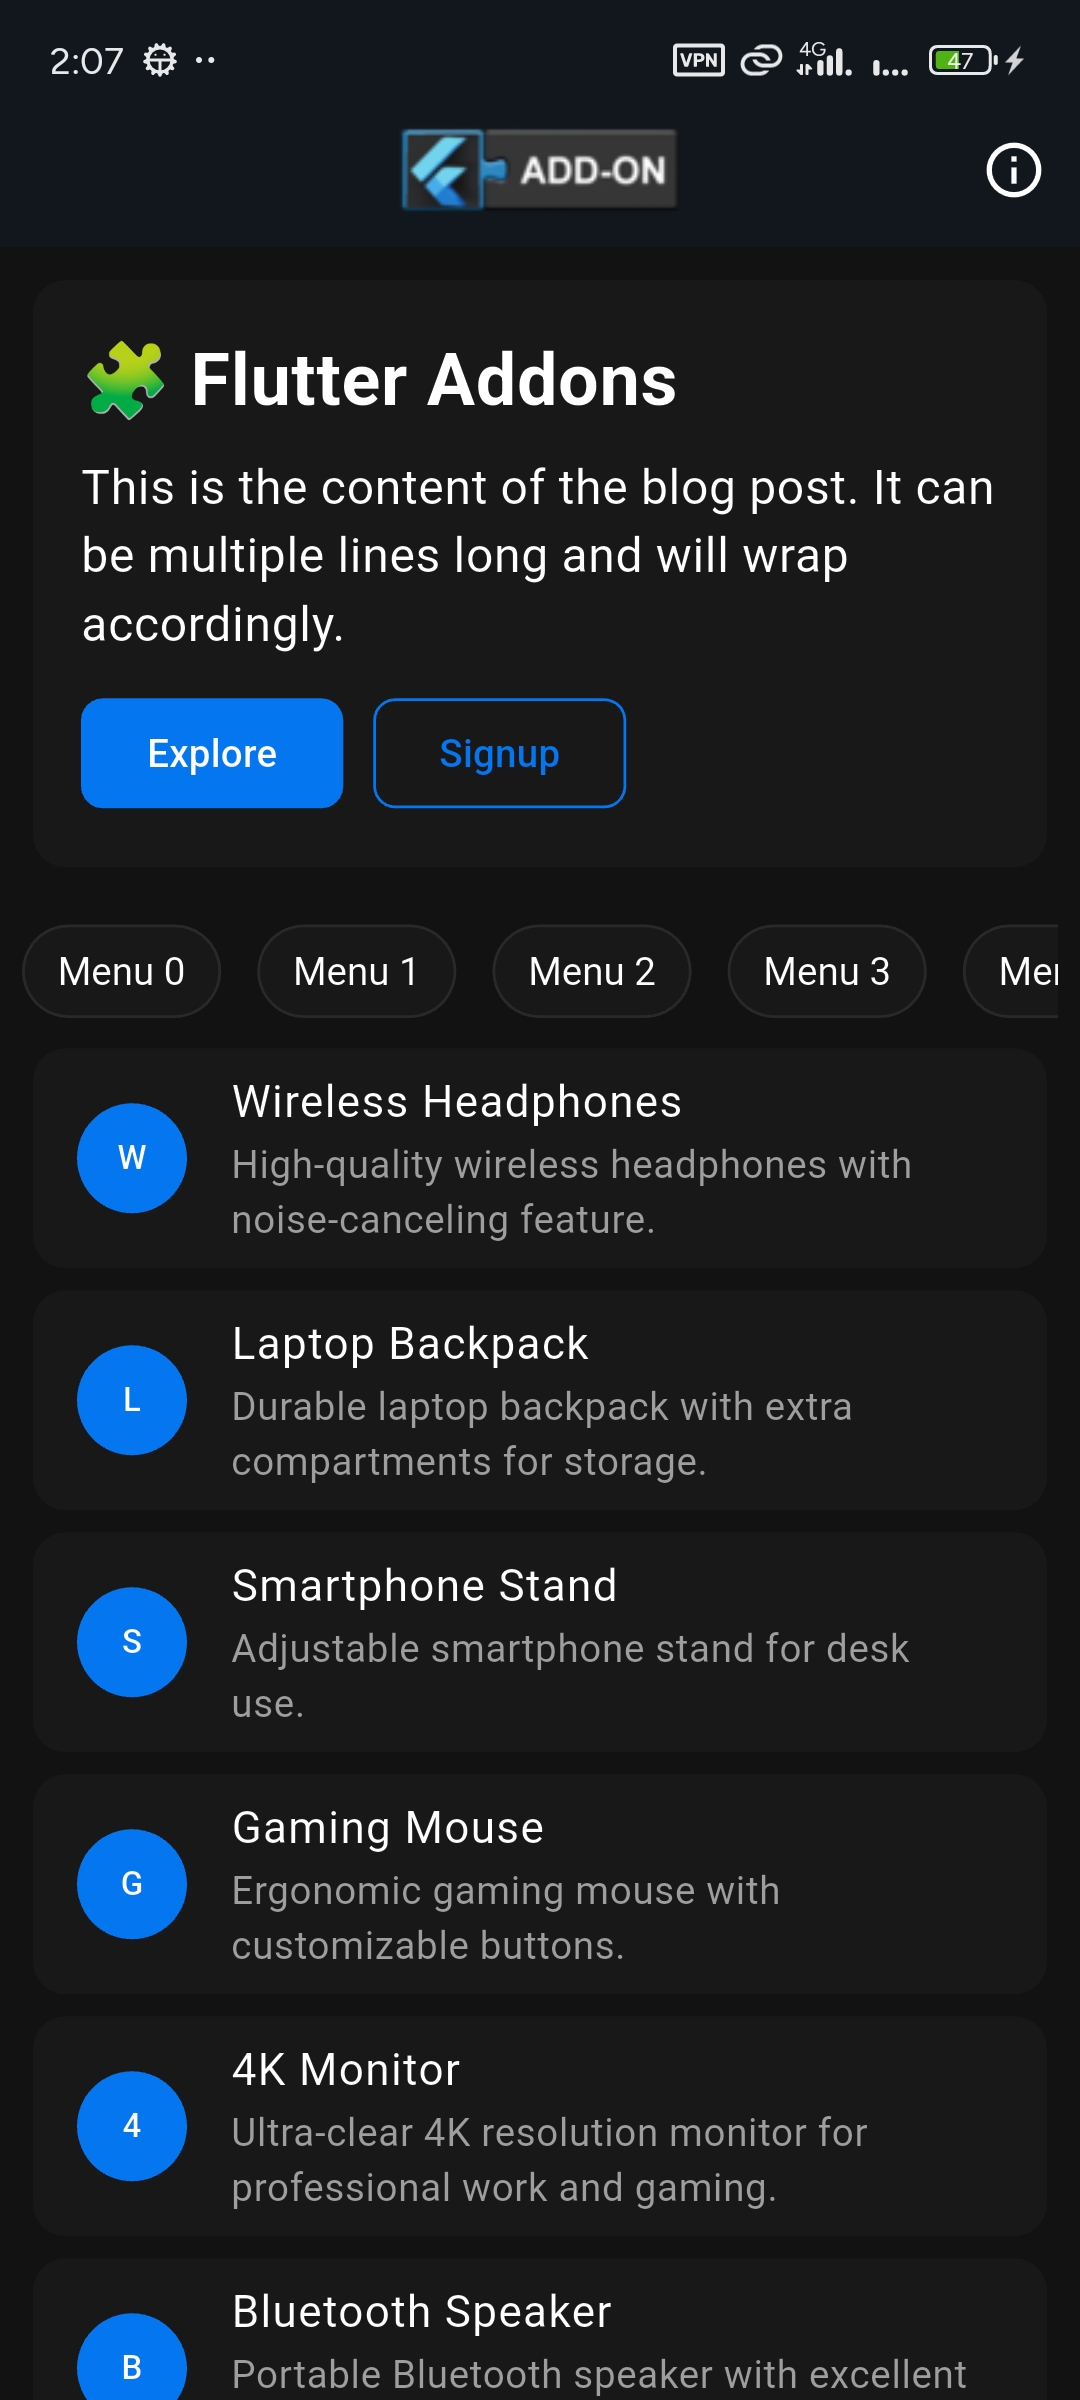 2:07
VPN
4G
47
ADD-ON
Flutter Addons
This is the content of the blog post. It can
be multiple lines long and will wrap
accordingly.
Explore
Signup
Menu 0
Menu 1
Menu 2
Menu 3
W
Wireless Headphones
High-quality wireless headphones with
noise-canceling feature.
L
Laptop Backpack
Durable laptop backpack with extra
compartments for storage.
S
Smartphone Stand
Adjustable smartphone stand for desk
use.
G
Gaming Mouse
Ergonomic gaming mouse with
customizable buttons.
4
4K Monitor
Ultra-clear 4K resolution monitor for
professional work and gaming.
B
Bluetooth Speaker
Portable Bluetooth speaker with excellent